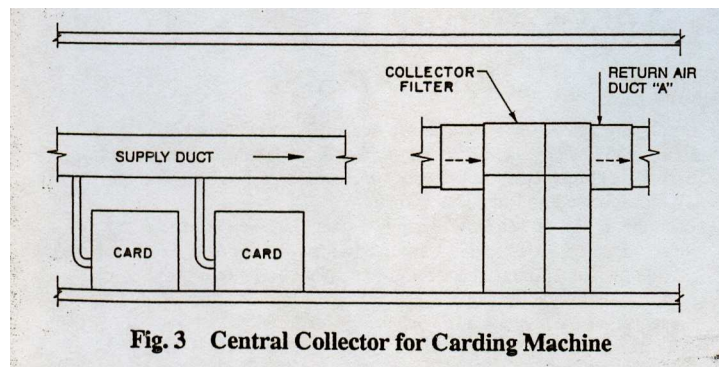 COLLECTOR
FILTER
RETURN AIR
DUCT "A"
SUPPLY DUCT
CARD
CARD
Fig. 3 Central Collector for Carding Machine